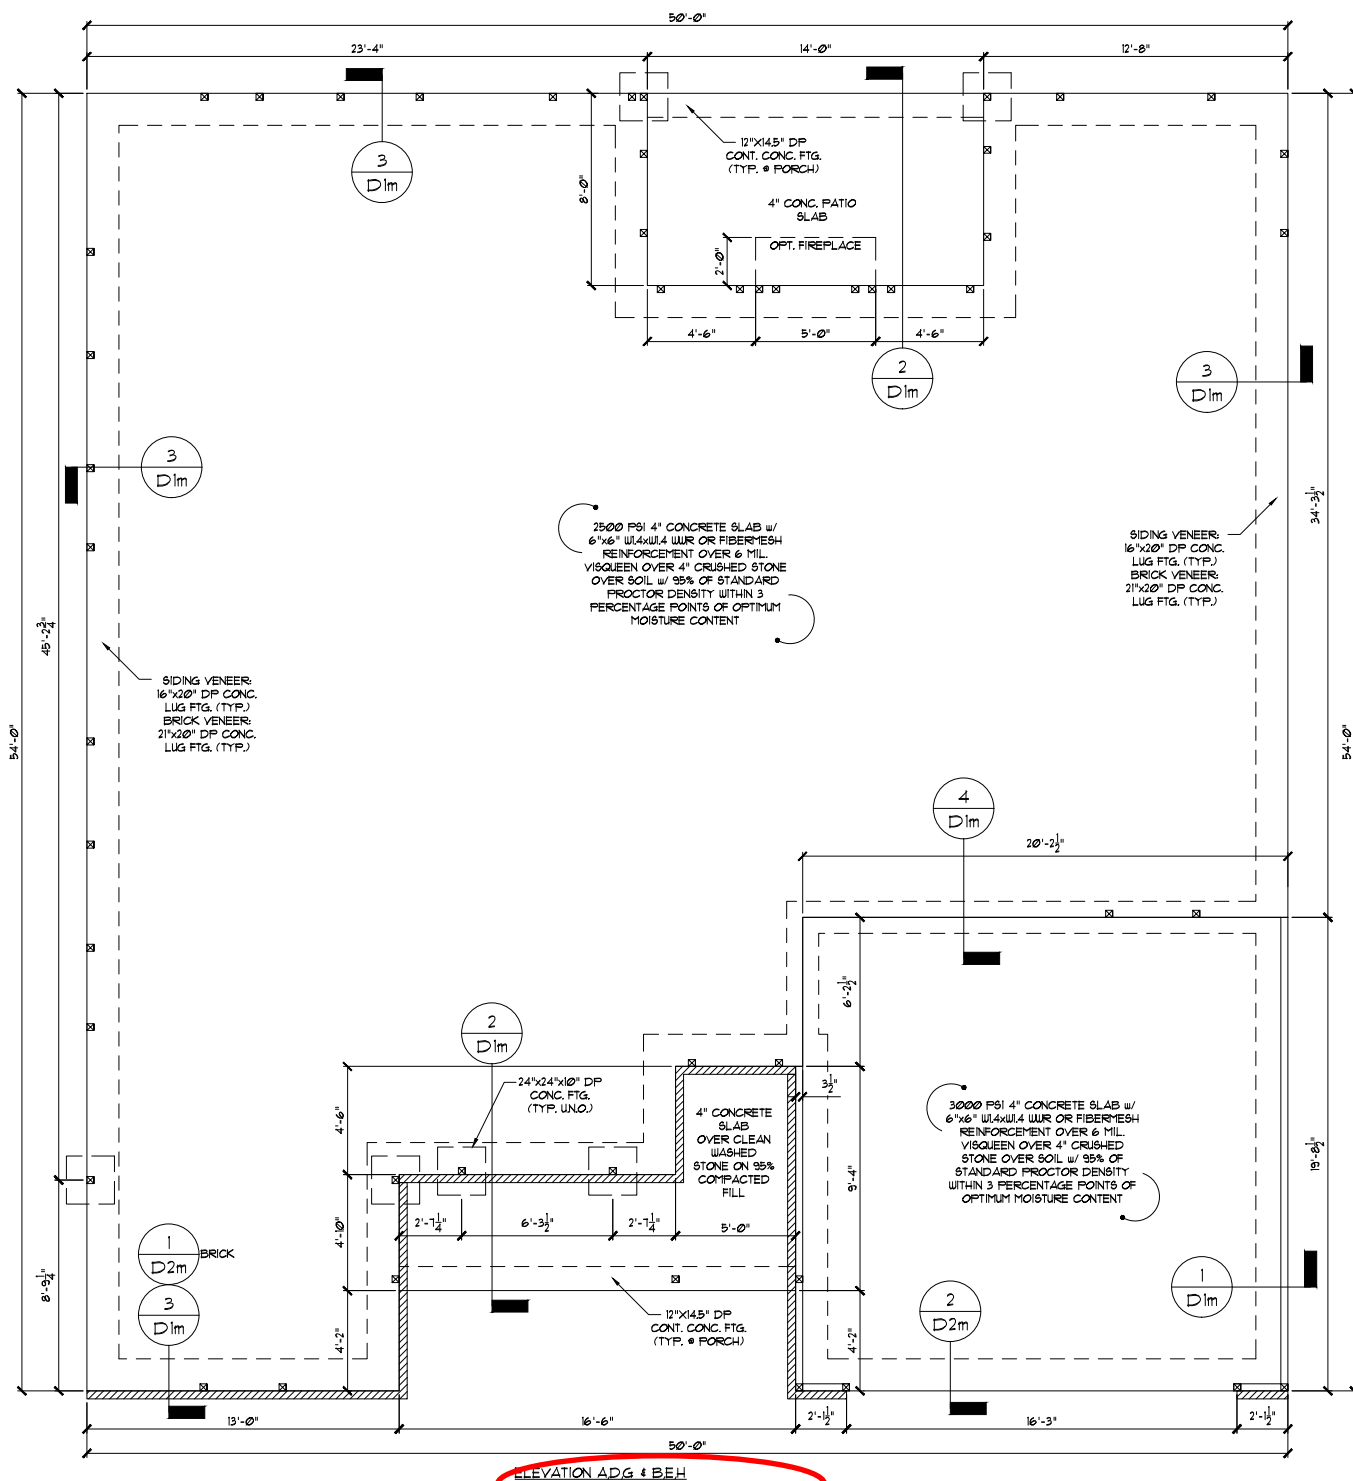 50'-0"
23'-4"
14'-0"
12'-8"
3
D1m
12"X14.5" DP
CONT. CONC. FTG.
(TYP. @ PORCH)
8'-0"
4" CONC. PATIO
SLAB
OPT. FIREPLACE
2'-0"
4'-6"
5'-0"
4'-6"
2
D1m
3
D1m
3
D1m
34'-3 1/2"
2500 PSI 4" CONCRETE SLAB w/
6"x6" W1.4xW1.4 WWR OR FIBERMESH
REINFORCEMENT OVER 6 MIL.
VISQUEEN OVER 4" CRUSHED STONE
OVER SOIL w/ 95% OF STANDARD
PROCTOR DENSITY WITHIN 3
PERCENTAGE POINTS OF OPTIMUM
MOISTURE CONTENT
SIDING VENEER:
16"x20" DP CONC.
LUG FTG. (TYP.)
BRICK VENEER:
21"x20" DP CONC.
LUG FTG. (TYP.)
45'-2 3/4"
SIDING VENEER:
16"x20" DP CONC.
LUG FTG. (TYP.)
BRICK VENEER:
21"x20" DP CONC.
LUG FTG. (TYP.)
54'-0"
54'-0"
4
D1m
20'-2 1/2"
6'-2 1/2"
2
D1m
24"x24"x10" DP
CONC. FTG.
(TYP. U.N.O.)
3 1/2"
4'-6"
4" CONCRETE
SLAB
OVER CLEAN
WASHED
STONE ON 95%
COMPACTED
FILL
3000 PSI 4" CONCRETE SLAB w/
6"x6" W1.4xW1.4 WWR OR FIBERMESH
REINFORCEMENT OVER 6 MIL.
VISQUEEN OVER 4" CRUSHED
STONE OVER SOIL w/ 95% OF
STANDARD PROCTOR DENSITY
WITHIN 3 PERCENTAGE POINTS OF
OPTIMUM MOISTURE CONTENT
19'-8 1/2"
9'-4"
2'-7 1/4"
6'-3 1/2"
2'-7 1/4"
5'-0"
4'-10"
1
D2m
BRICK
3
D1m
8'-9 1/4"
1
D1m
2
D2m
12"X14.5" DP
CONT. CONC. FTG.
(TYP. @ PORCH)
4'-2"
4'-2"
13'-0"
16'-6"
2'-1 1/2"
16'-3"
2'-1 1/2"
50'-0"
ELEVATION A,D,G & B,E,H